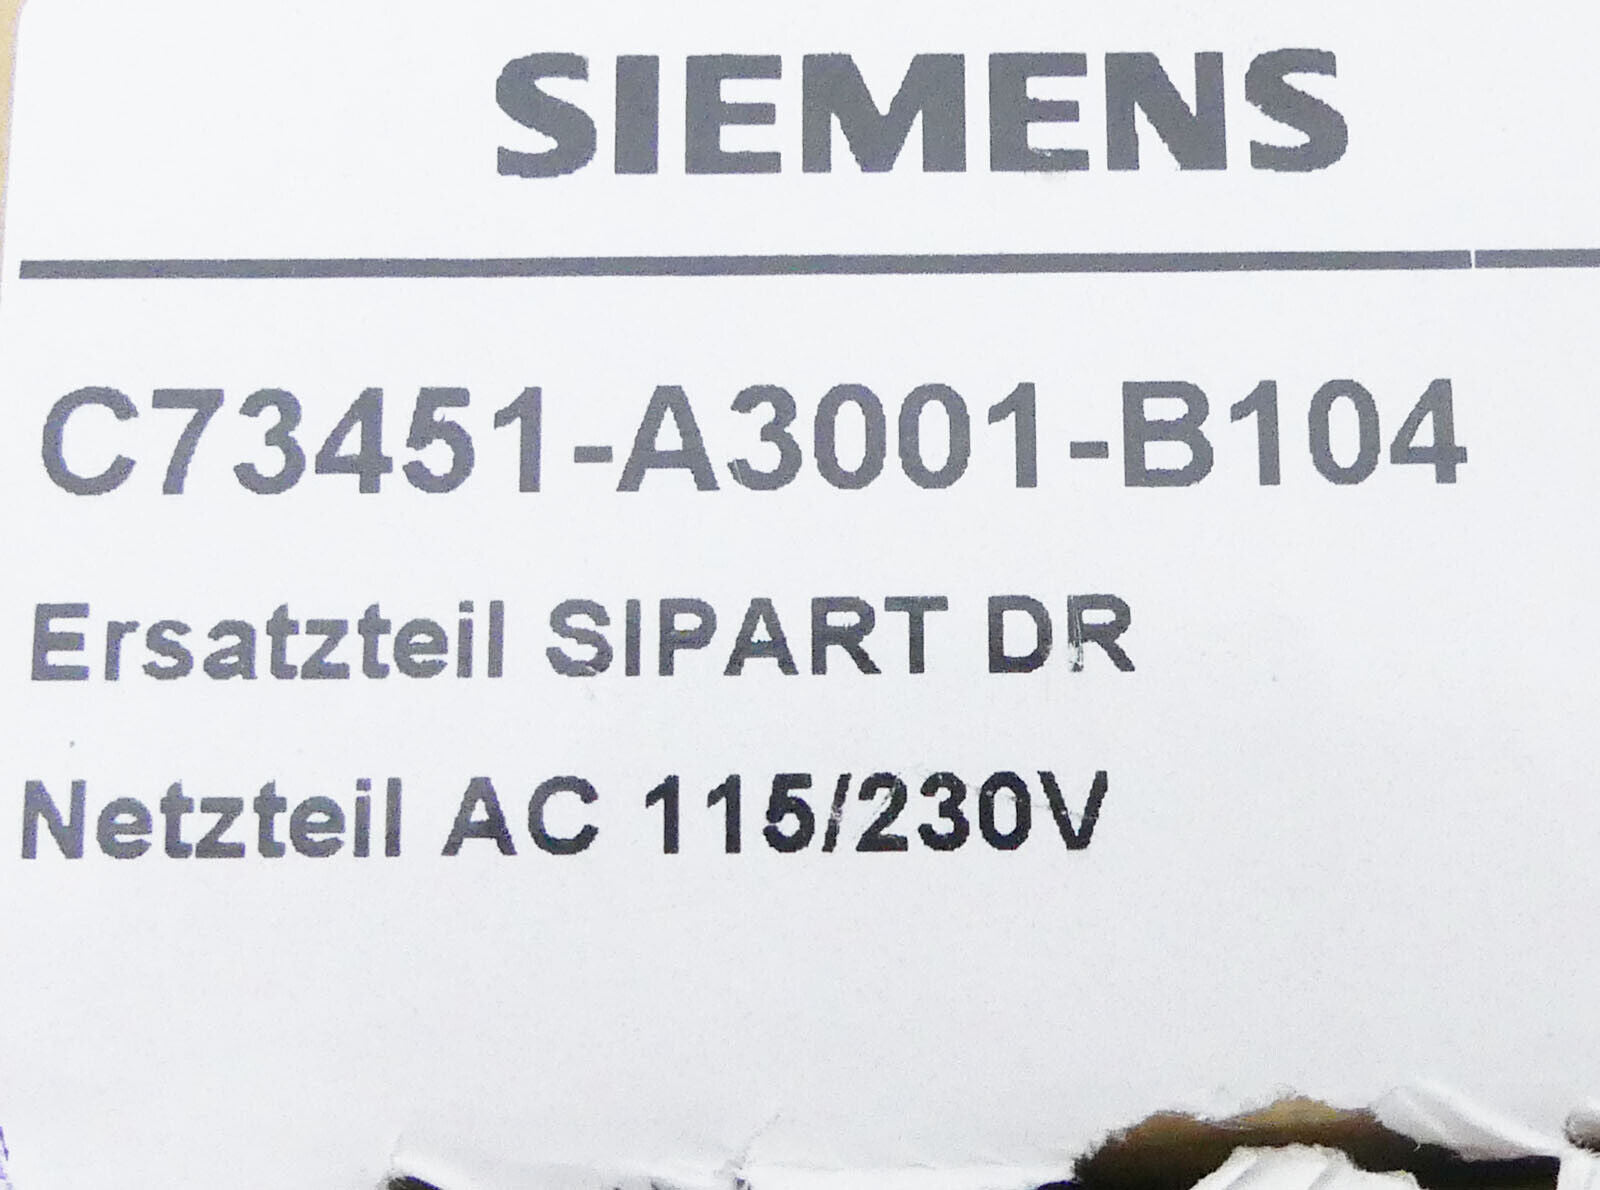 SIEMENS
C73451-A3001-B104
Ersatzteil SIPART DR
Netzteil AC 115/230V